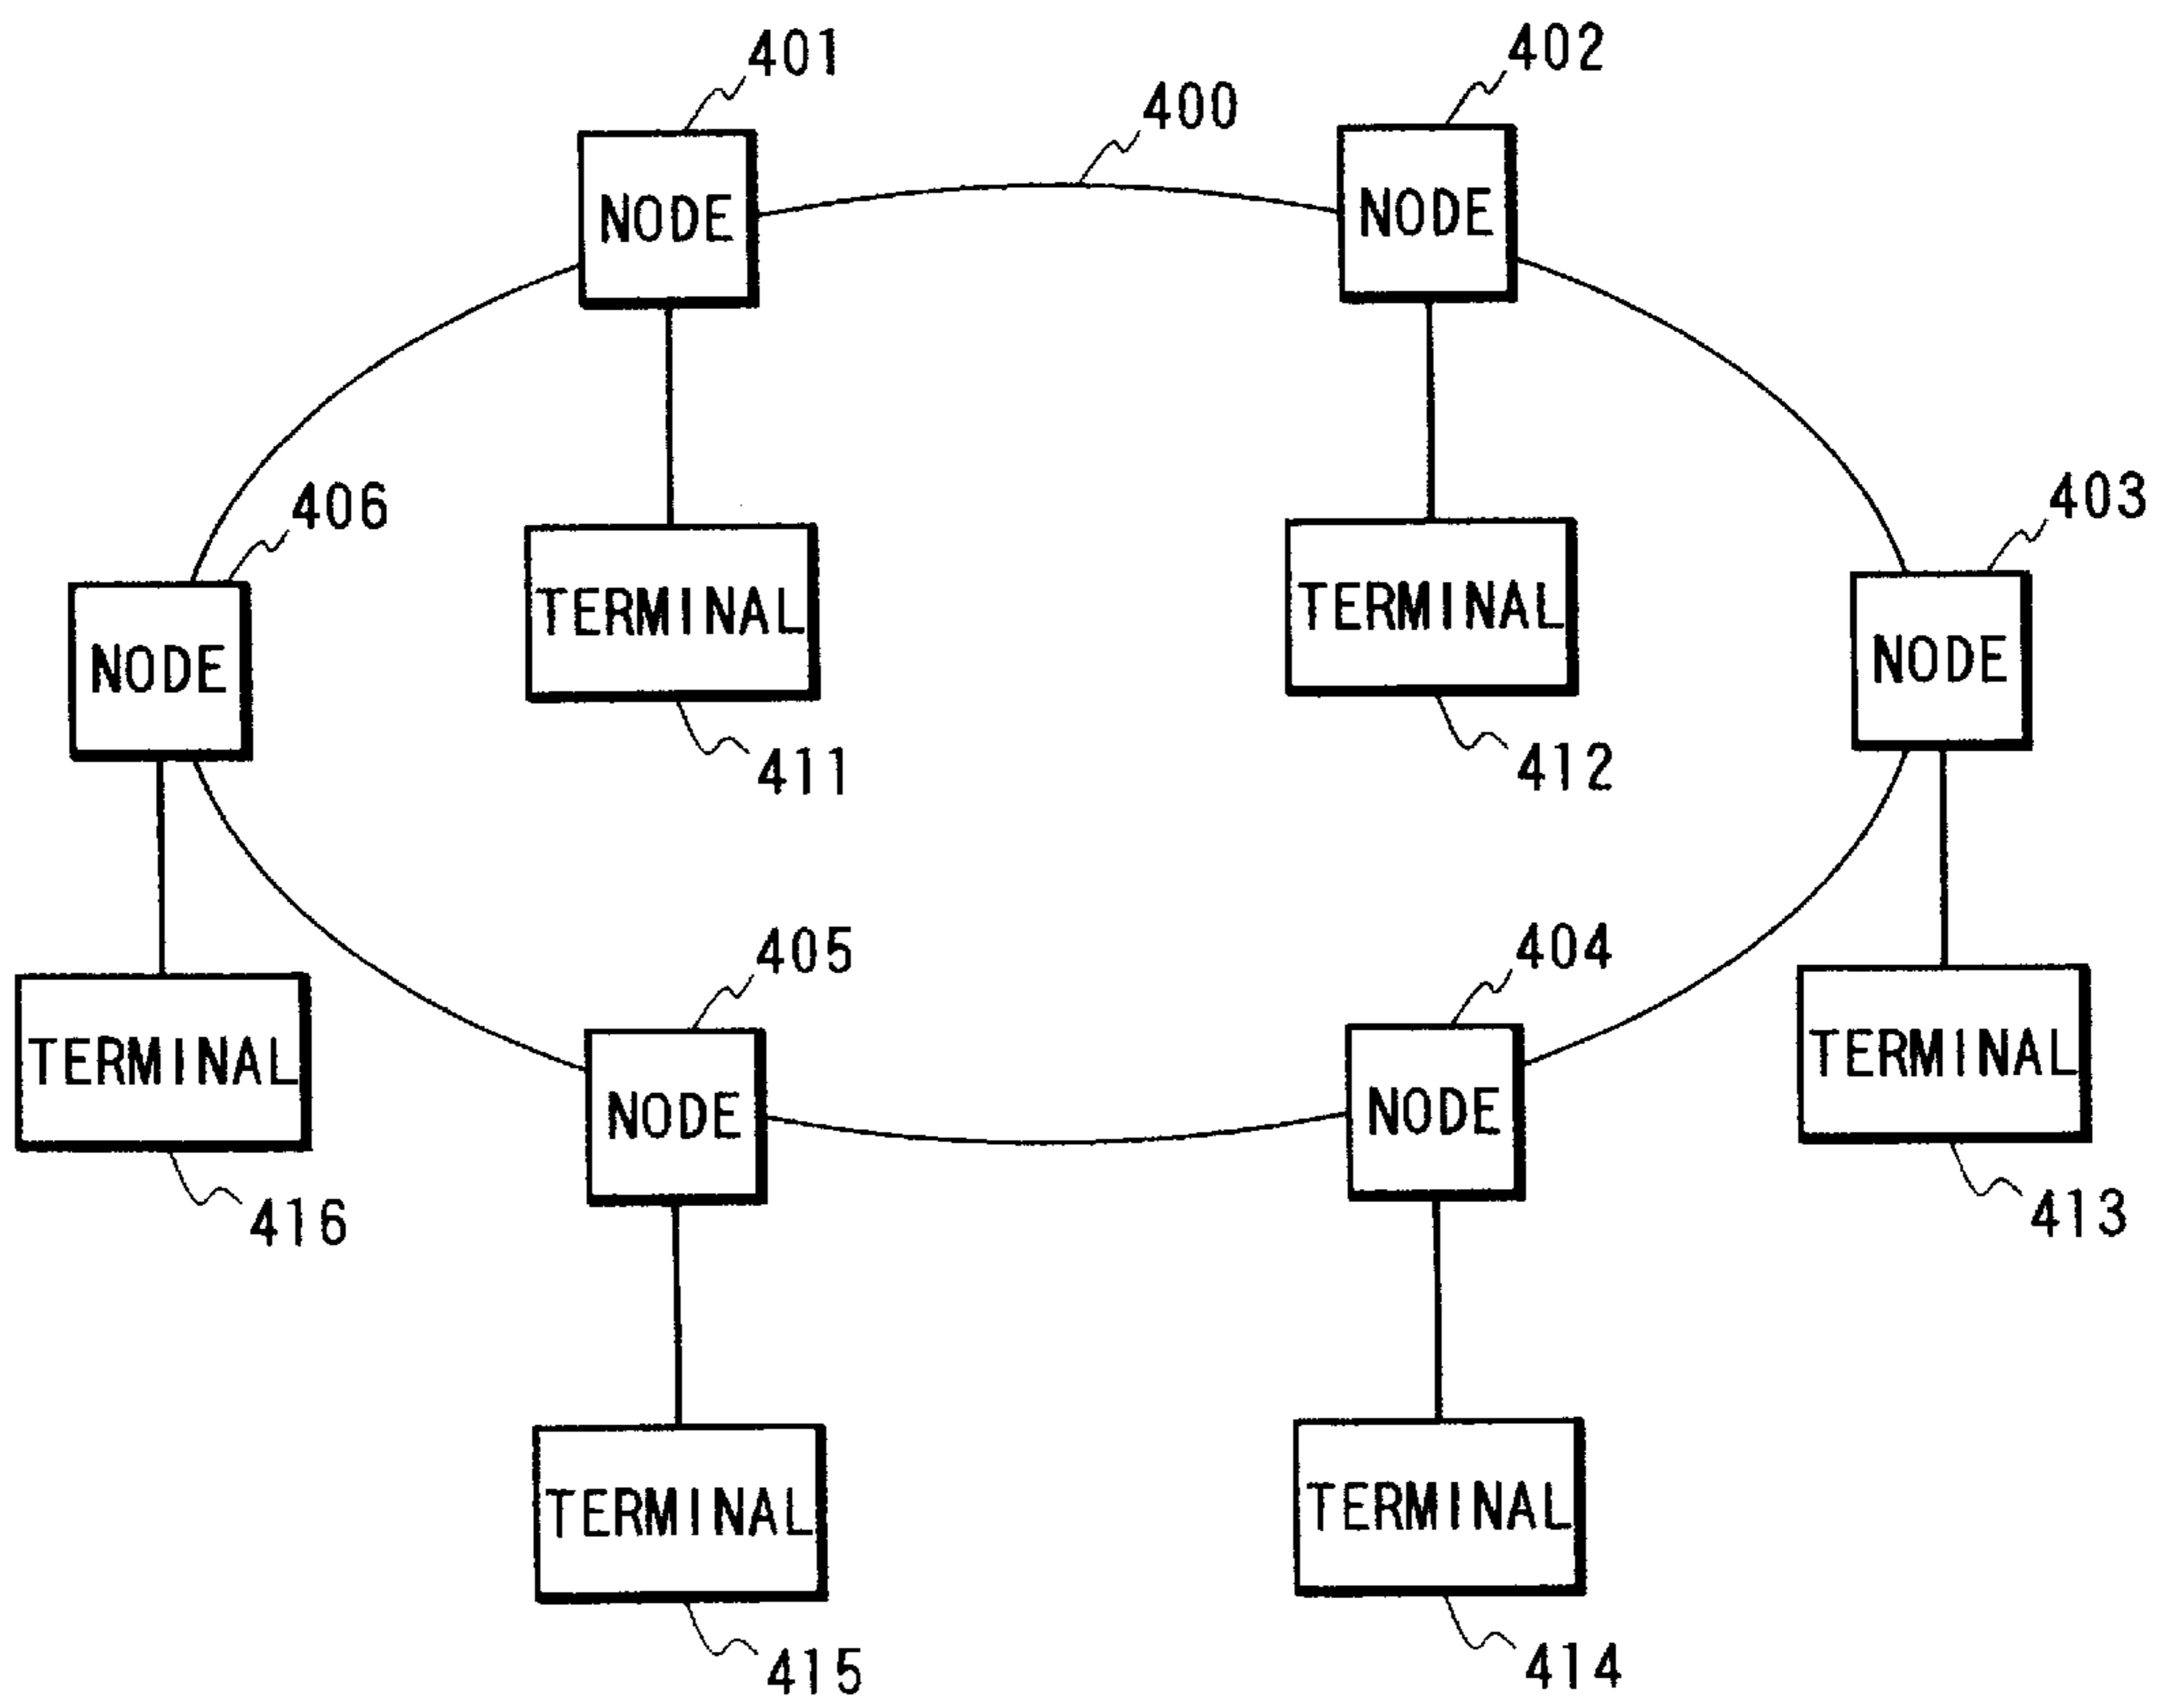 401
402
400
NODE
NODE
406
403
TERMINAL
TERMINAL
NODE
NODE
411
412
405
404
TERMINAL
TERMINAL
NODE
NODE
416
413
TERMINAL
TERMINAL
415
414